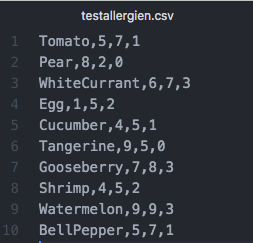 testallergien.csv
1 Tomato,5,7,1
2 Pear,8,2,0
3 WhiteCurrant,6,7,3
4 Egg,1,5,2
5 Cucumber,4,5,1
6 Tangerine,9,5,0
7 Gooseberry,7,8,3
8 Shrimp,4,5,2
9 Watermelon,9,9,3
10 BellPepper,5,7,1